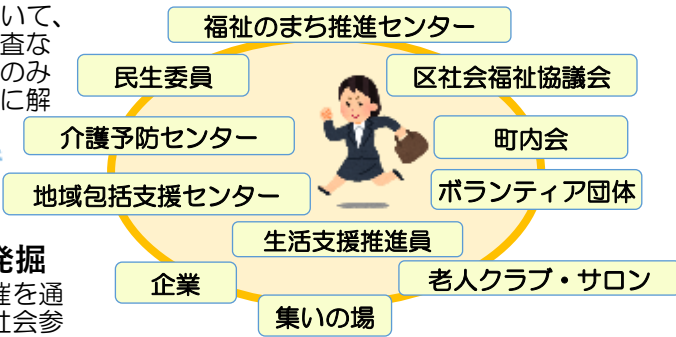 いて、
査な
のみ
に解
発掘
催を通
社会参
福祉のまち推進センター
民生委員
区社会福祉協議会
介護予防センター
町内会
地域包括支援センター
ボランティア団体
生活支援推進員
企業
老人クラブ・サロン
集いの場